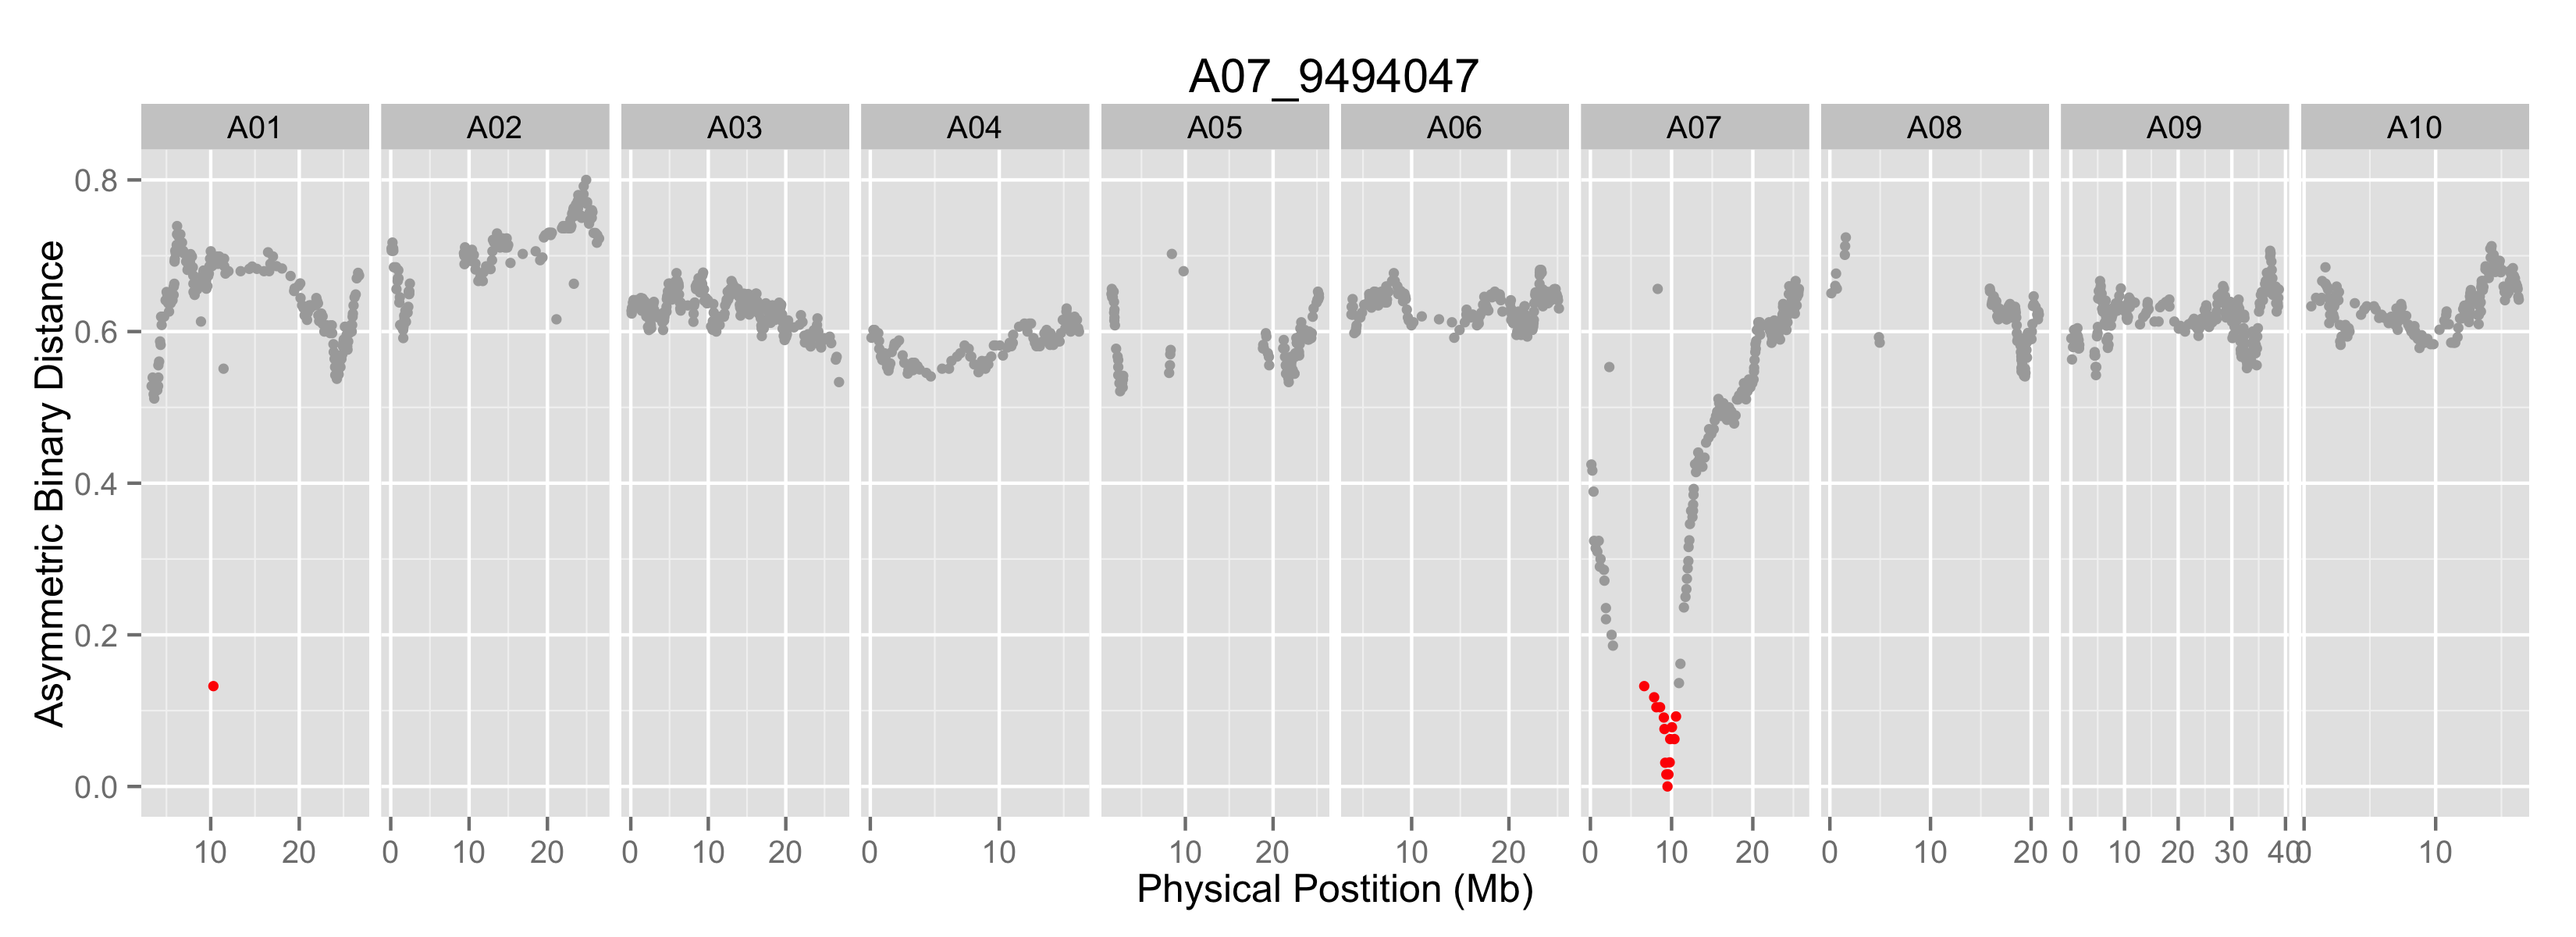 A07_9494047
A01 A02 A03 A04 A05 A06 A07 A08 A09 A10
Asymmetric Binary Distance
0.8
0.6
0.4
0.2
0.0
10 20 0 10 20 0 10 20 0 10 10 20 10 20 0 10 20 0 10 20 0 10 20 30 40 0 10
Physical Postition (Mb)